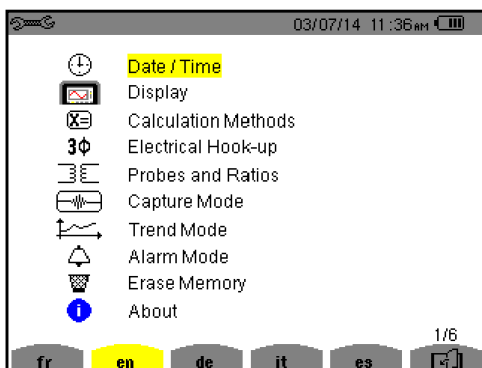 03/07/14 11:36AM
Date / Time
Display
X= Calculation Methods
3Φ Electrical Hook-up
Probes and Ratios
Capture Mode
Trend Mode
Alarm Mode
Erase Memory
i About
1/6
fr en de it es